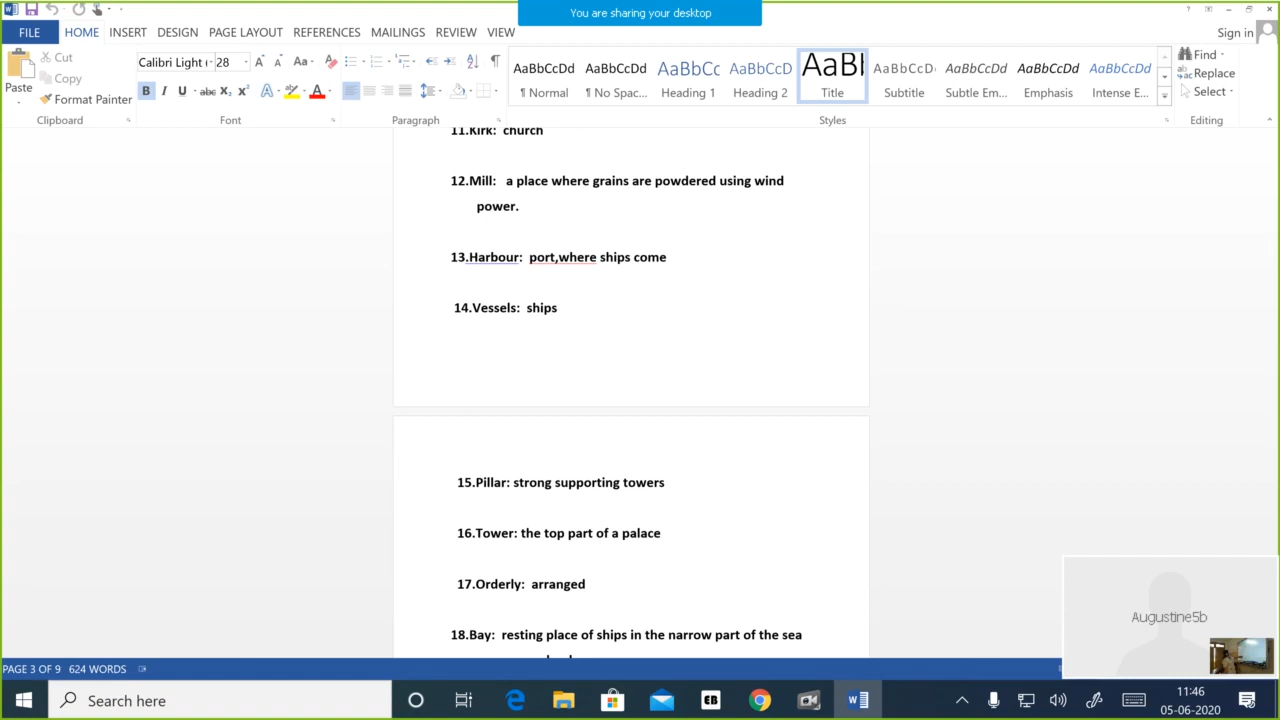 You are sharing your desktop
FILE HOME INSERT DESIGN PAGE LAYOUT REFERENCES MAILINGS REVIEW VIEW Sign in
Cut
Copy
Format Painter
Paste
Clipboard
Calibri Light ( 28
Font
Paragraph
AaBbCcDd AaBbCcDd AaBbCc AaBbCcD AaBl AaBbCcD AaBbCcDd AaBbCcDd AaBbCcDd
¶ Normal ¶ No Spac... Heading 1 Heading 2 Title Subtitle Subtle Em... Emphasis Intense E...
Styles
Find
Replace
Select
Editing
11.Kirk: church
12.Mill: a place where grains are powdered using wind
power.
13.Harbour: port,where ships come
14.Vessels: ships
15.Pillar: strong supporting towers
16.Tower: the top part of a palace
17.Orderly: arranged
18.Bay: resting place of ships in the narrow part of the sea
Augustine5b
PAGE 3 OF 9 624 WORDS
Search here
EB
11:46
05-06-2020